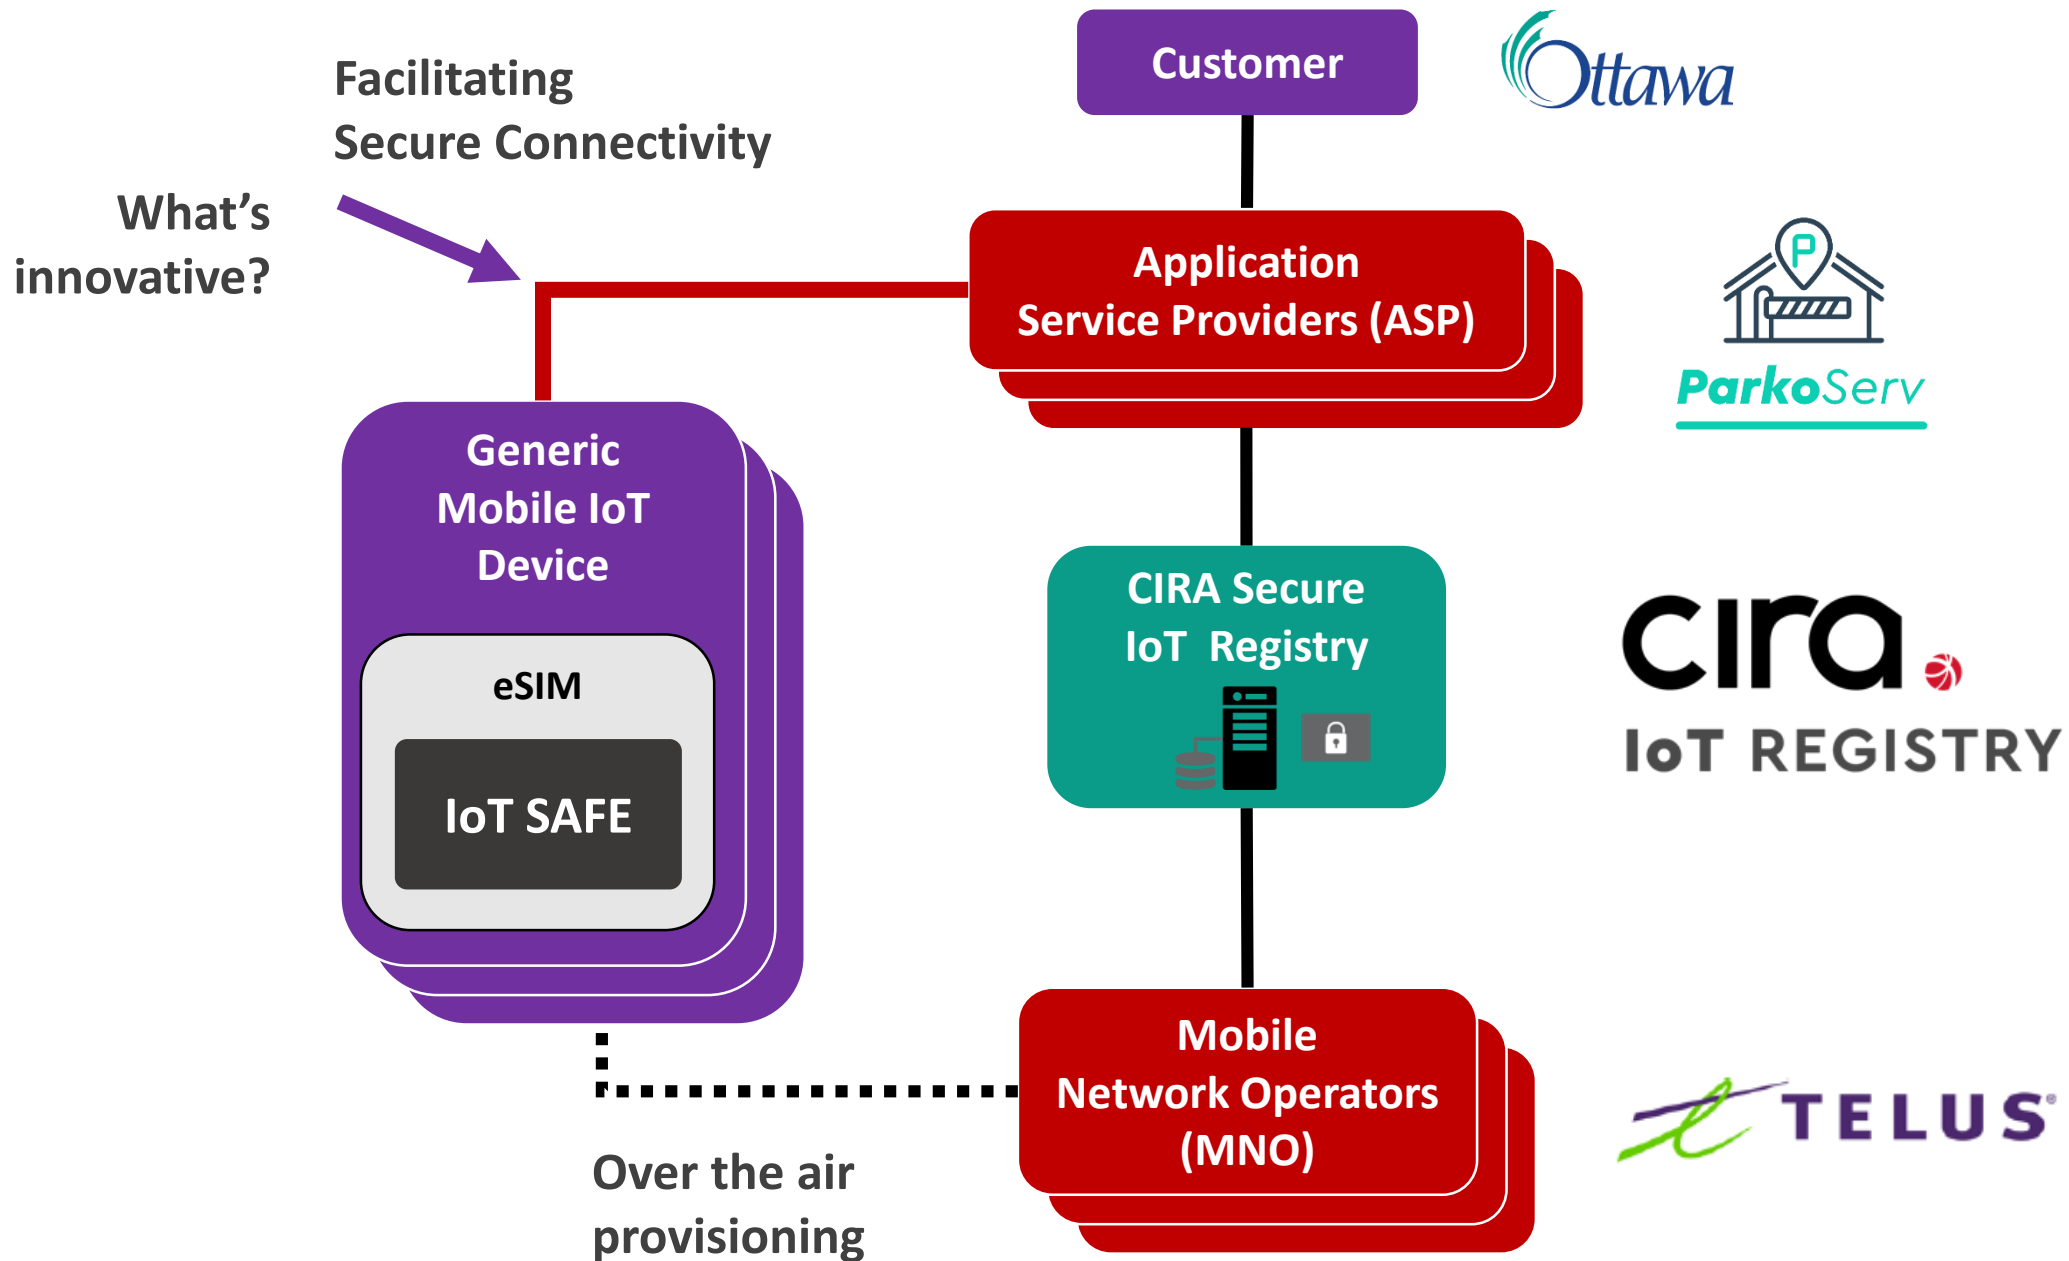 Facilitating
Secure Connectivity
What's
innovative?
Customer
Ottawa
Application
Service Providers (ASP)
P
ParkoServ
Generic
Mobile IoT
Device
eSIM
IoT SAFE
CIRA Secure
IoT Registry
cira
IoT REGISTRY
Mobile
Network Operators
(MNO)
TELUS®
Over the air
provisioning